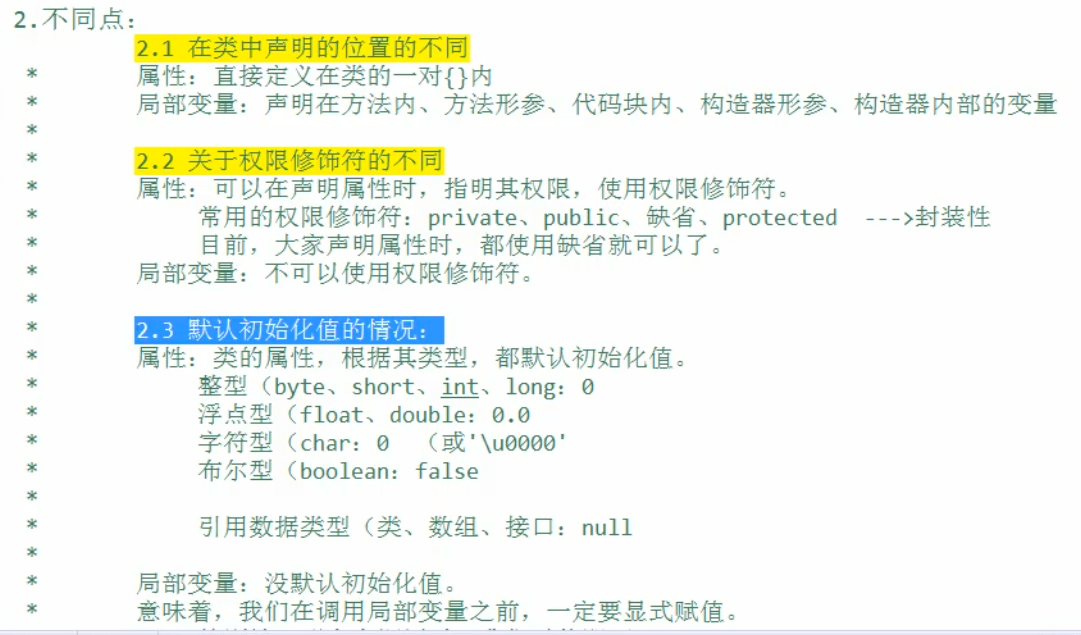 2.不同点：
2.1 在类中声明的位置的不同
* 属性：直接定义在类的一对{}内
* 局部变量：声明在方法内、方法形参、代码块内、构造器形参、构造器内部的变量
*
* 2.2 关于权限修饰符的不同
* 属性：可以在声明属性时，指明其权限，使用权限修饰符。
* 常用的权限修饰符：private、public、缺省、protected --->封装性
* 目前，大家声明属性时，都使用缺省就可以了。
* 局部变量：不可以使用权限修饰符。
*
* 2.3 默认初始化值的情况：
* 属性：类的属性，根据其类型，都默认初始化值。
* 整型（byte、short、int、long：0
* 浮点型（float、double：0.0
* 字符型（char：0 （或'\u0000'
* 布尔型（boolean：false
*
* 引用数据类型（类、数组、接口：null
*
* 局部变量：没默认初始化值。
* 意味着，我们在调用局部变量之前，一定要显式赋值。